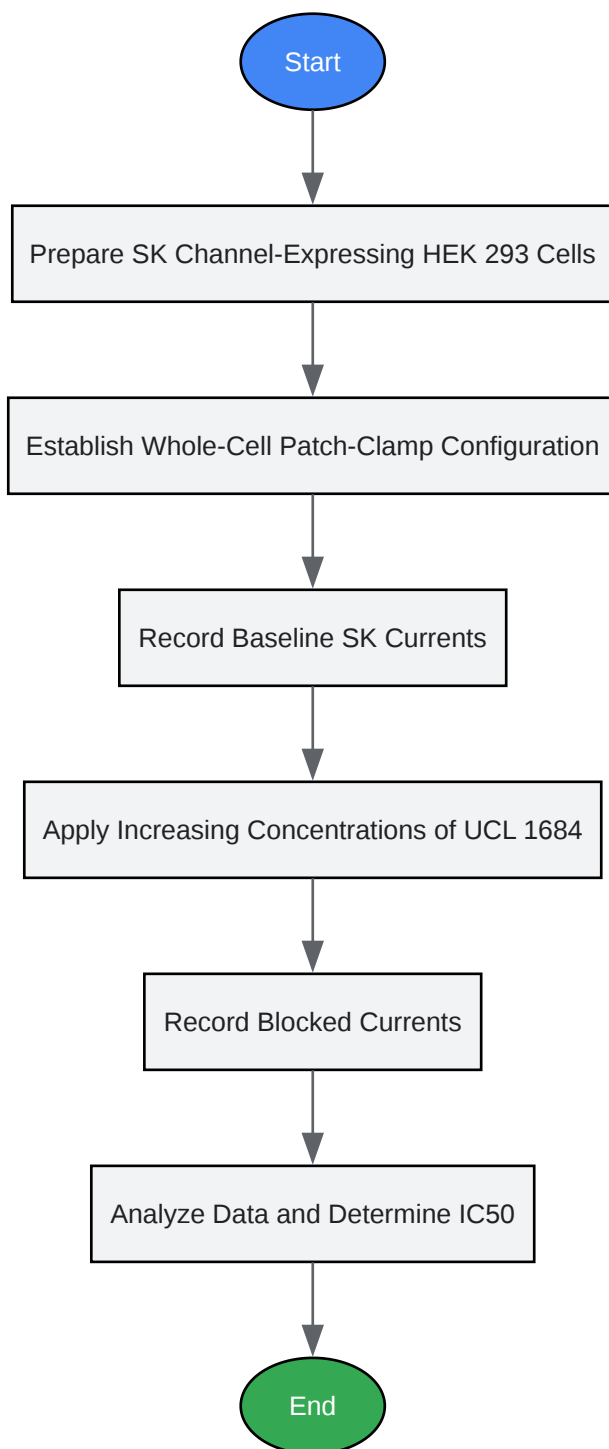 Start
Prepare SK Channel-Expressing HEK 293 Cells
Establish Whole-Cell Patch-Clamp Configuration
Record Baseline SK Currents
Apply Increasing Concentrations of UCL 1684
Record Blocked Currents
Analyze Data and Determine IC50
End